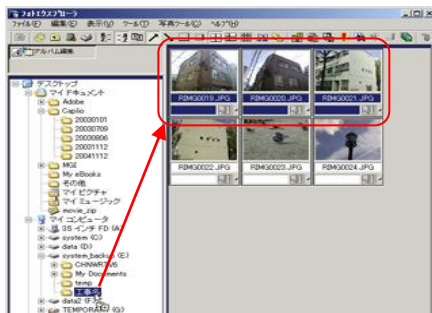 フォトエクスプローラ
ファイル(F) 編集(E) 表示(V) ツール(T) 写真ツール(C) ヘルプ(H)
アルバム編集
デスクトップ
マイ ドキュメント
Adobe
Caplio
20030101
20030709
20030806
20031112
20041112
MGI
My eBooks
その他
マイ ピクチャ
マイ ミュージック
movie_zip
マイ コンピュータ
3.5 インチ FD (A)
system (C)
data (D)
system_backup (E)
CHNWRTV6
My Documents
temp
工事名
data2 (F)
TEMPORARY (G)
RIMG0019.JPG RIMG0020.JPG RIMG0021.JPG
RIMG0022.JPG RIMG0023.JPG RIMG0024.JPG